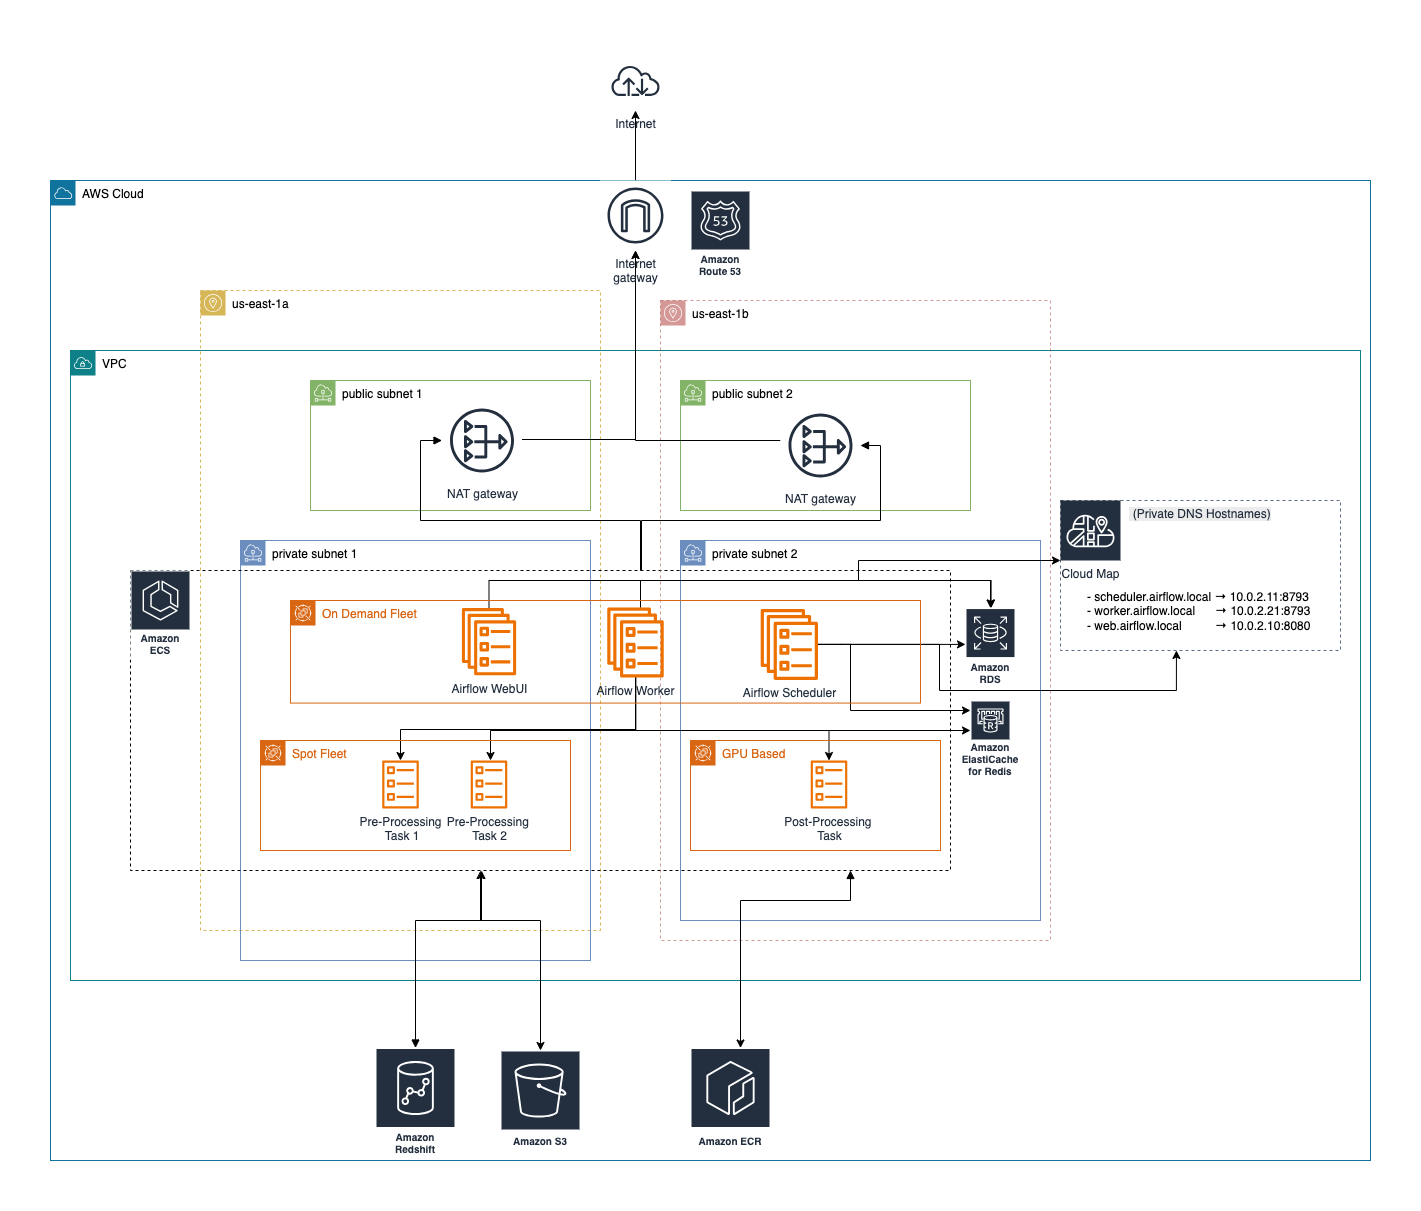 Internet
AWS Cloud
Internet
gateway
53
Amazon
Route 53
us-east-1a
us-east-1b
VPC
public subnet 1
public subnet 2
NAT gateway
NAT gateway
(Private DNS Hostnames)
Cloud Map
- scheduler.airflow.local → 10.0.2.11:8793
- worker.airflow.local → 10.0.2.21:8793
- web.airflow.local → 10.0.2.10:8080
private subnet 1
private subnet 2
Amazon
ECS
On Demand Fleet
Airflow WebUI
Airflow Worker
Airflow Scheduler
Amazon
RDS
R
Amazon
ElastiCache
for Redis
Spot Fleet
GPU Based
Pre-Processing
Task 1
Pre-Processing
Task 2
Post-Processing
Task
Amazon
Redshift
Amazon S3
Amazon ECR